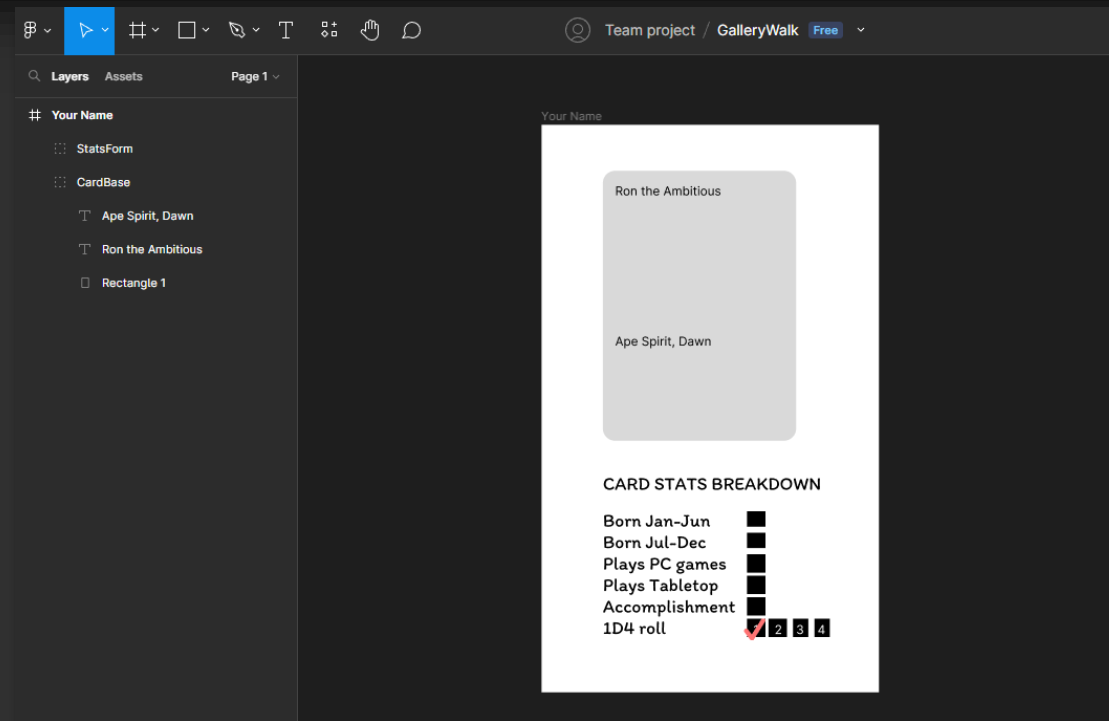 Team project / GalleryWalk Free
Layers Assets Page 1
Your Name
StatsForm
CardBase
Ape Spirit, Dawn
Ron the Ambitious
Rectangle 1
Your Name
Ron the Ambitious
Ape Spirit, Dawn
CARD STATS BREAKDOWN
Born Jan-Jun
Born Jul-Dec
Plays PC games
Plays Tabletop
Accomplishment
1D4 roll 1 2 3 4